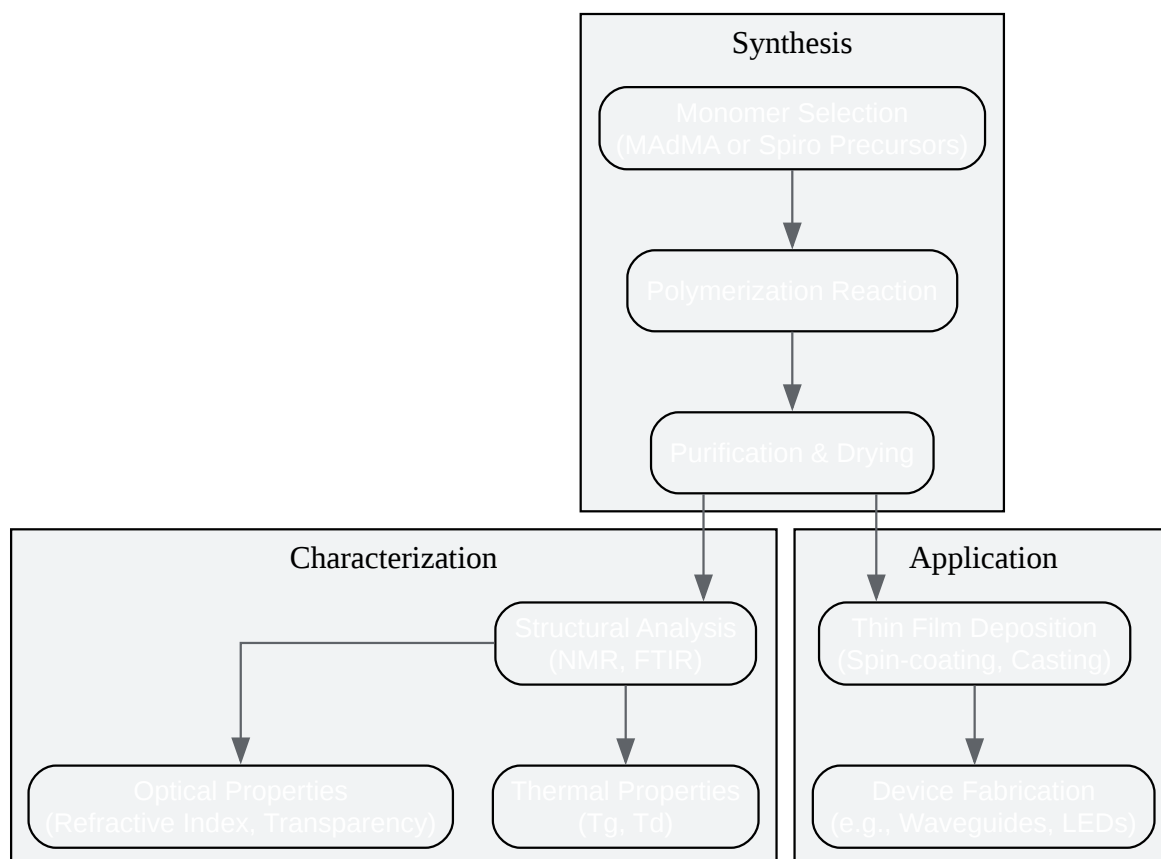 Synthesis
Monomer Selection
(MAdMA or Spiro Precursors)
Polymerization Reaction
Purification & Drying
Characterization
Structural Analysis
(NMR, FTIR)
Optical Properties
(Refractive Index, Transparency)
Thermal Properties
(Tg, Td)
Application
Thin Film Deposition
(Spin-coating, Casting)
Device Fabrication
(e.g., Waveguides, LEDs)